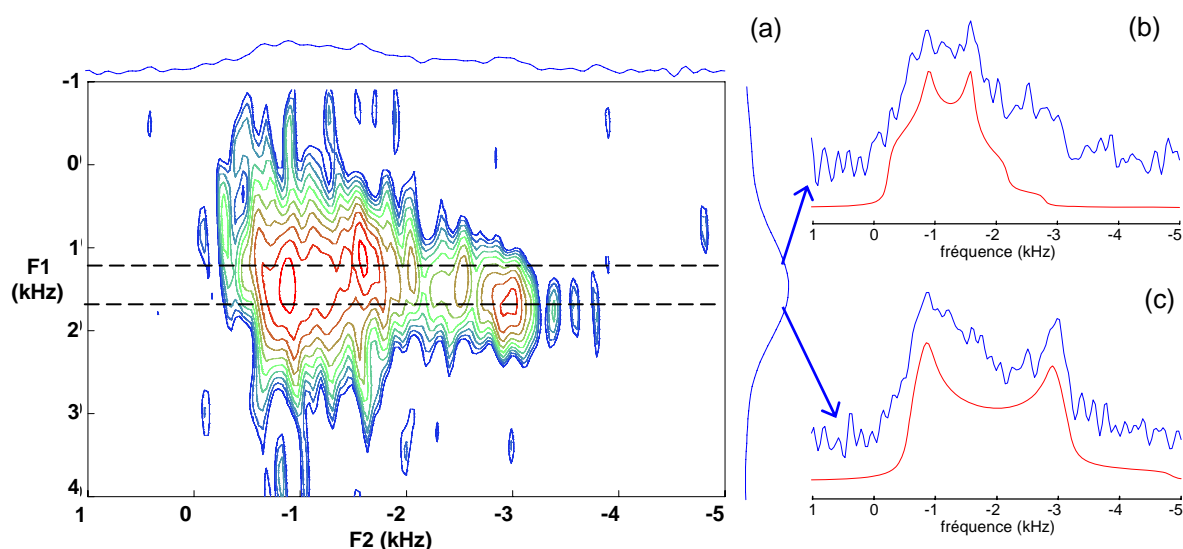 (a)
-1
0
1
2
3
4
F1
(kHz)
1 0 -1 -2 -3 -4 -5
F2 (kHz)
(b)
1 0 -1 -2 -3 -4 -5
fréquence (kHz)
(c)
1 0 -1 -2 -3 -4 -5
fréquence (kHz)